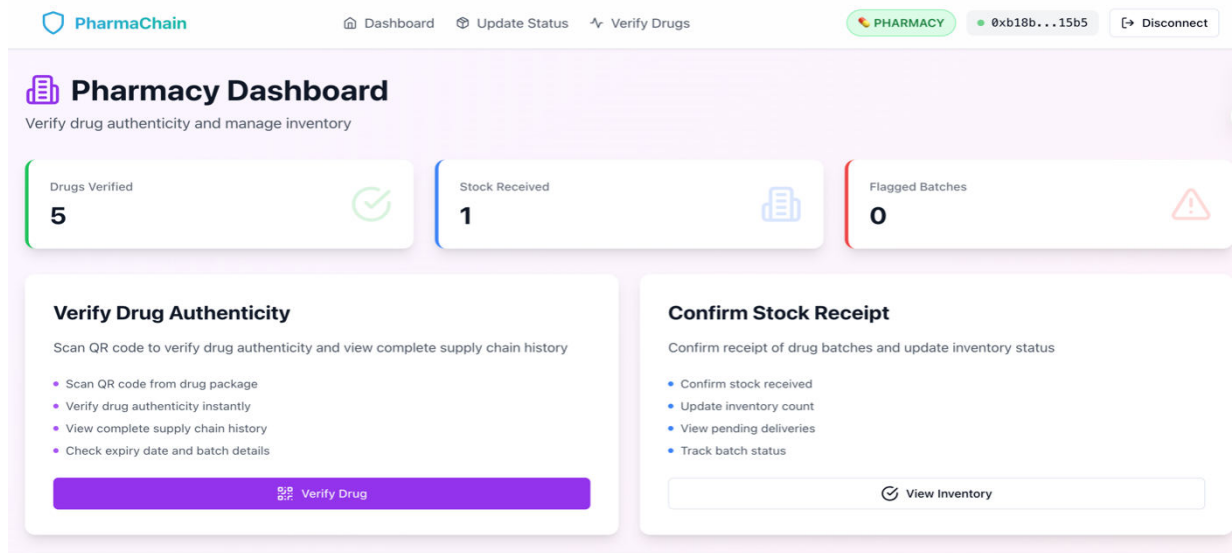 PharmaChain
Dashboard
Update Status
Verify Drugs
PHARMACY
0xb18b...15b5
Disconnect
Pharmacy Dashboard
Verify drug authenticity and manage inventory
Drugs Verified
5
Stock Received
1
Flagged Batches
0
Verify Drug Authenticity
Scan QR code to verify drug authenticity and view complete supply chain history
• Scan QR code from drug package
• Verify drug authenticity instantly
• View complete supply chain history
• Check expiry date and batch details
Verify Drug
Confirm Stock Receipt
Confirm receipt of drug batches and update inventory status
• Confirm stock received
• Update inventory count
• View pending deliveries
• Track batch status
View Inventory